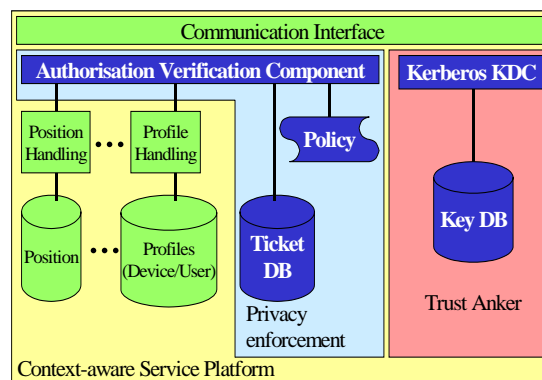 Communication Interface
Authorisation Verification Component
Kerberos KDC
Position
Handling
Profile
Handling
Policy
Position
Profiles
(Device/User)
Ticket
DB
Key DB
Privacy
enforcement
Trust Anker
Context-aware Service Platform